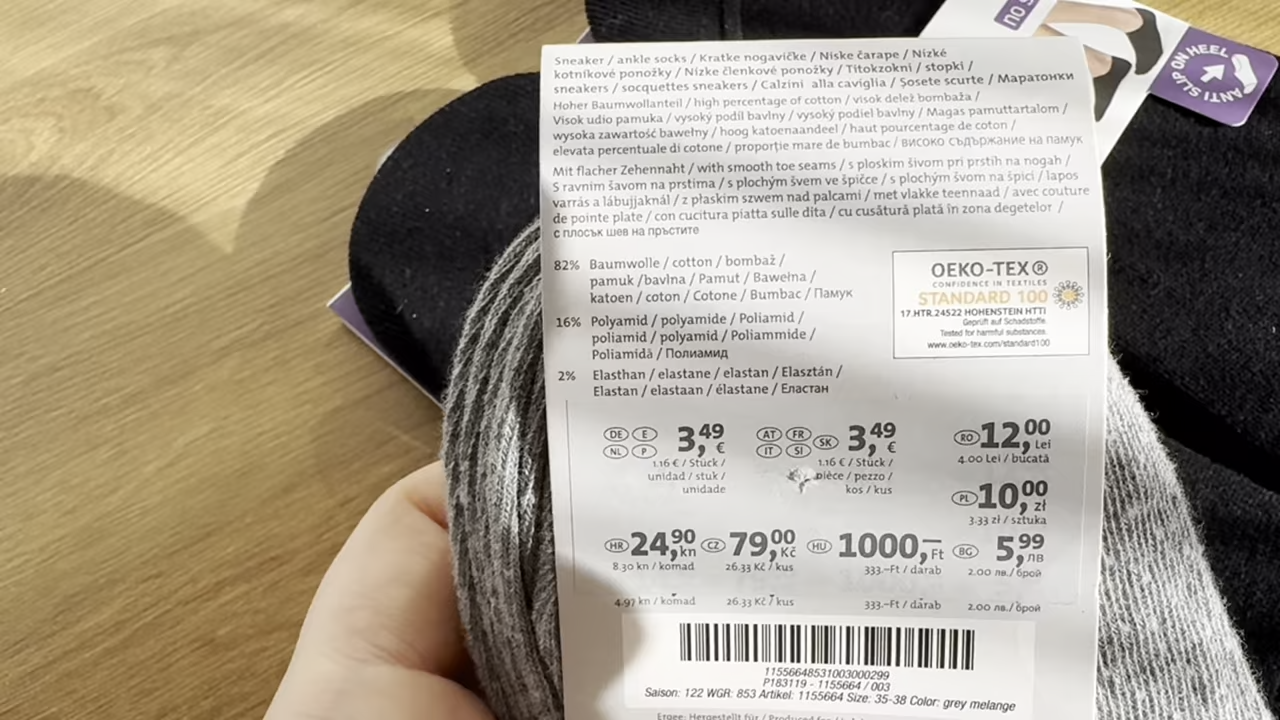 no
ANTI SLIP ON HEEL
Sneaker / ankle socks / Kratke nogavičke / Niske čarape / Nízké
kotníkové ponožky / Nízke členkové ponožky / Titokzokni / stopki /
sneakers / socquettes sneakers / Calzini alla caviglia / Șosete scurte / Маратонки
Hoher Baumwollanteil / high percentage of cotton / visok delež bombaža /
Visok udio pamuka / vysoký podíl bavlny / vysoký podiel bavlny / Magas pamuttartalom /
wysoka zawartość bawełny / hoog katoenaandeel / haut pourcentage de coton /
elevata percentuale di cotone / proporție mare de bumbac / високо съдържание на памук
Mit flacher Zehennaht / with smooth toe seams / s ploskim šivom pri prstih na nogah /
S ravnim šavom na prstima / s plochým švem ve špičce / s plochým švom na špici / lapos
varrás a lábujjaknál / z płaskim szwem nad palcami / met vlakke teennaad / avec couture
de pointe plate / con cucitura piatta sulle dita / cu cusătură plată în zona degetelor /
с плосък шев на пръстите
82% Baumwolle / cotton / bombaž /
pamuk /bavlna / Pamut / Bawełna /
katoen / coton / Cotone / Bumbac / Памук
16% Polyamid / polyamide / Poliamid /
poliamid / polyamid / Poliammide /
Poliamidă / Полиамид
2% Elasthan / elastane / elastan / Elasztán /
Elastan / elastaan / élastane / Еластан
OEKO-TEX®
CONFIDENCE IN TEXTILES
STANDARD 100
17.HTR.24522 HOHENSTEIN HTTI
Geprüft auf Schadstoffe.
Tested for harmful substances.
www.oeko-tex.com/standard100
DE E NL P 3,49 €
1.16 € / Stück /
unidad / stuk /
unidade
AT FR SK IT SI 3,49 €
1.16 € / Stück /
pièce / pezzo /
kos / kus
RO 12,00 Lei
4.00 Lei / bucată
PL 10,00 zł
3.33 zł / sztuka
HR 24,90 kn CZ 79,00 Kč HU 1000,– Ft BG 5,99 ЛВ
8.30 kn / komad 26.33 Kč / kus 333.–Ft / darab 2.00 лв. / брой
4.97 kn / komad 26.33 Kč / kus 333.–Ft / darab 2.00 лв. / брой
11556648531003000299
P183119 - 1155664 / 003
Saison: 122 WGR: 853 Artikel: 1155664 Size: 35-38 Color: grey melange